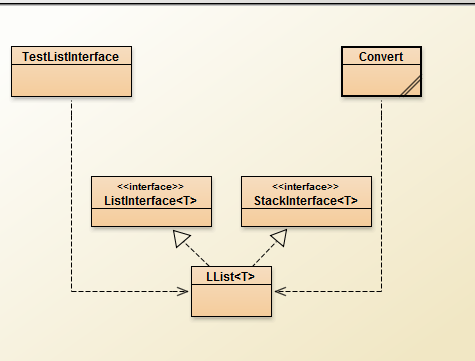 TestListInterface
Convert
<<interface>>
ListInterface<T>
<<interface>>
StackInterface<T>
LList<T>